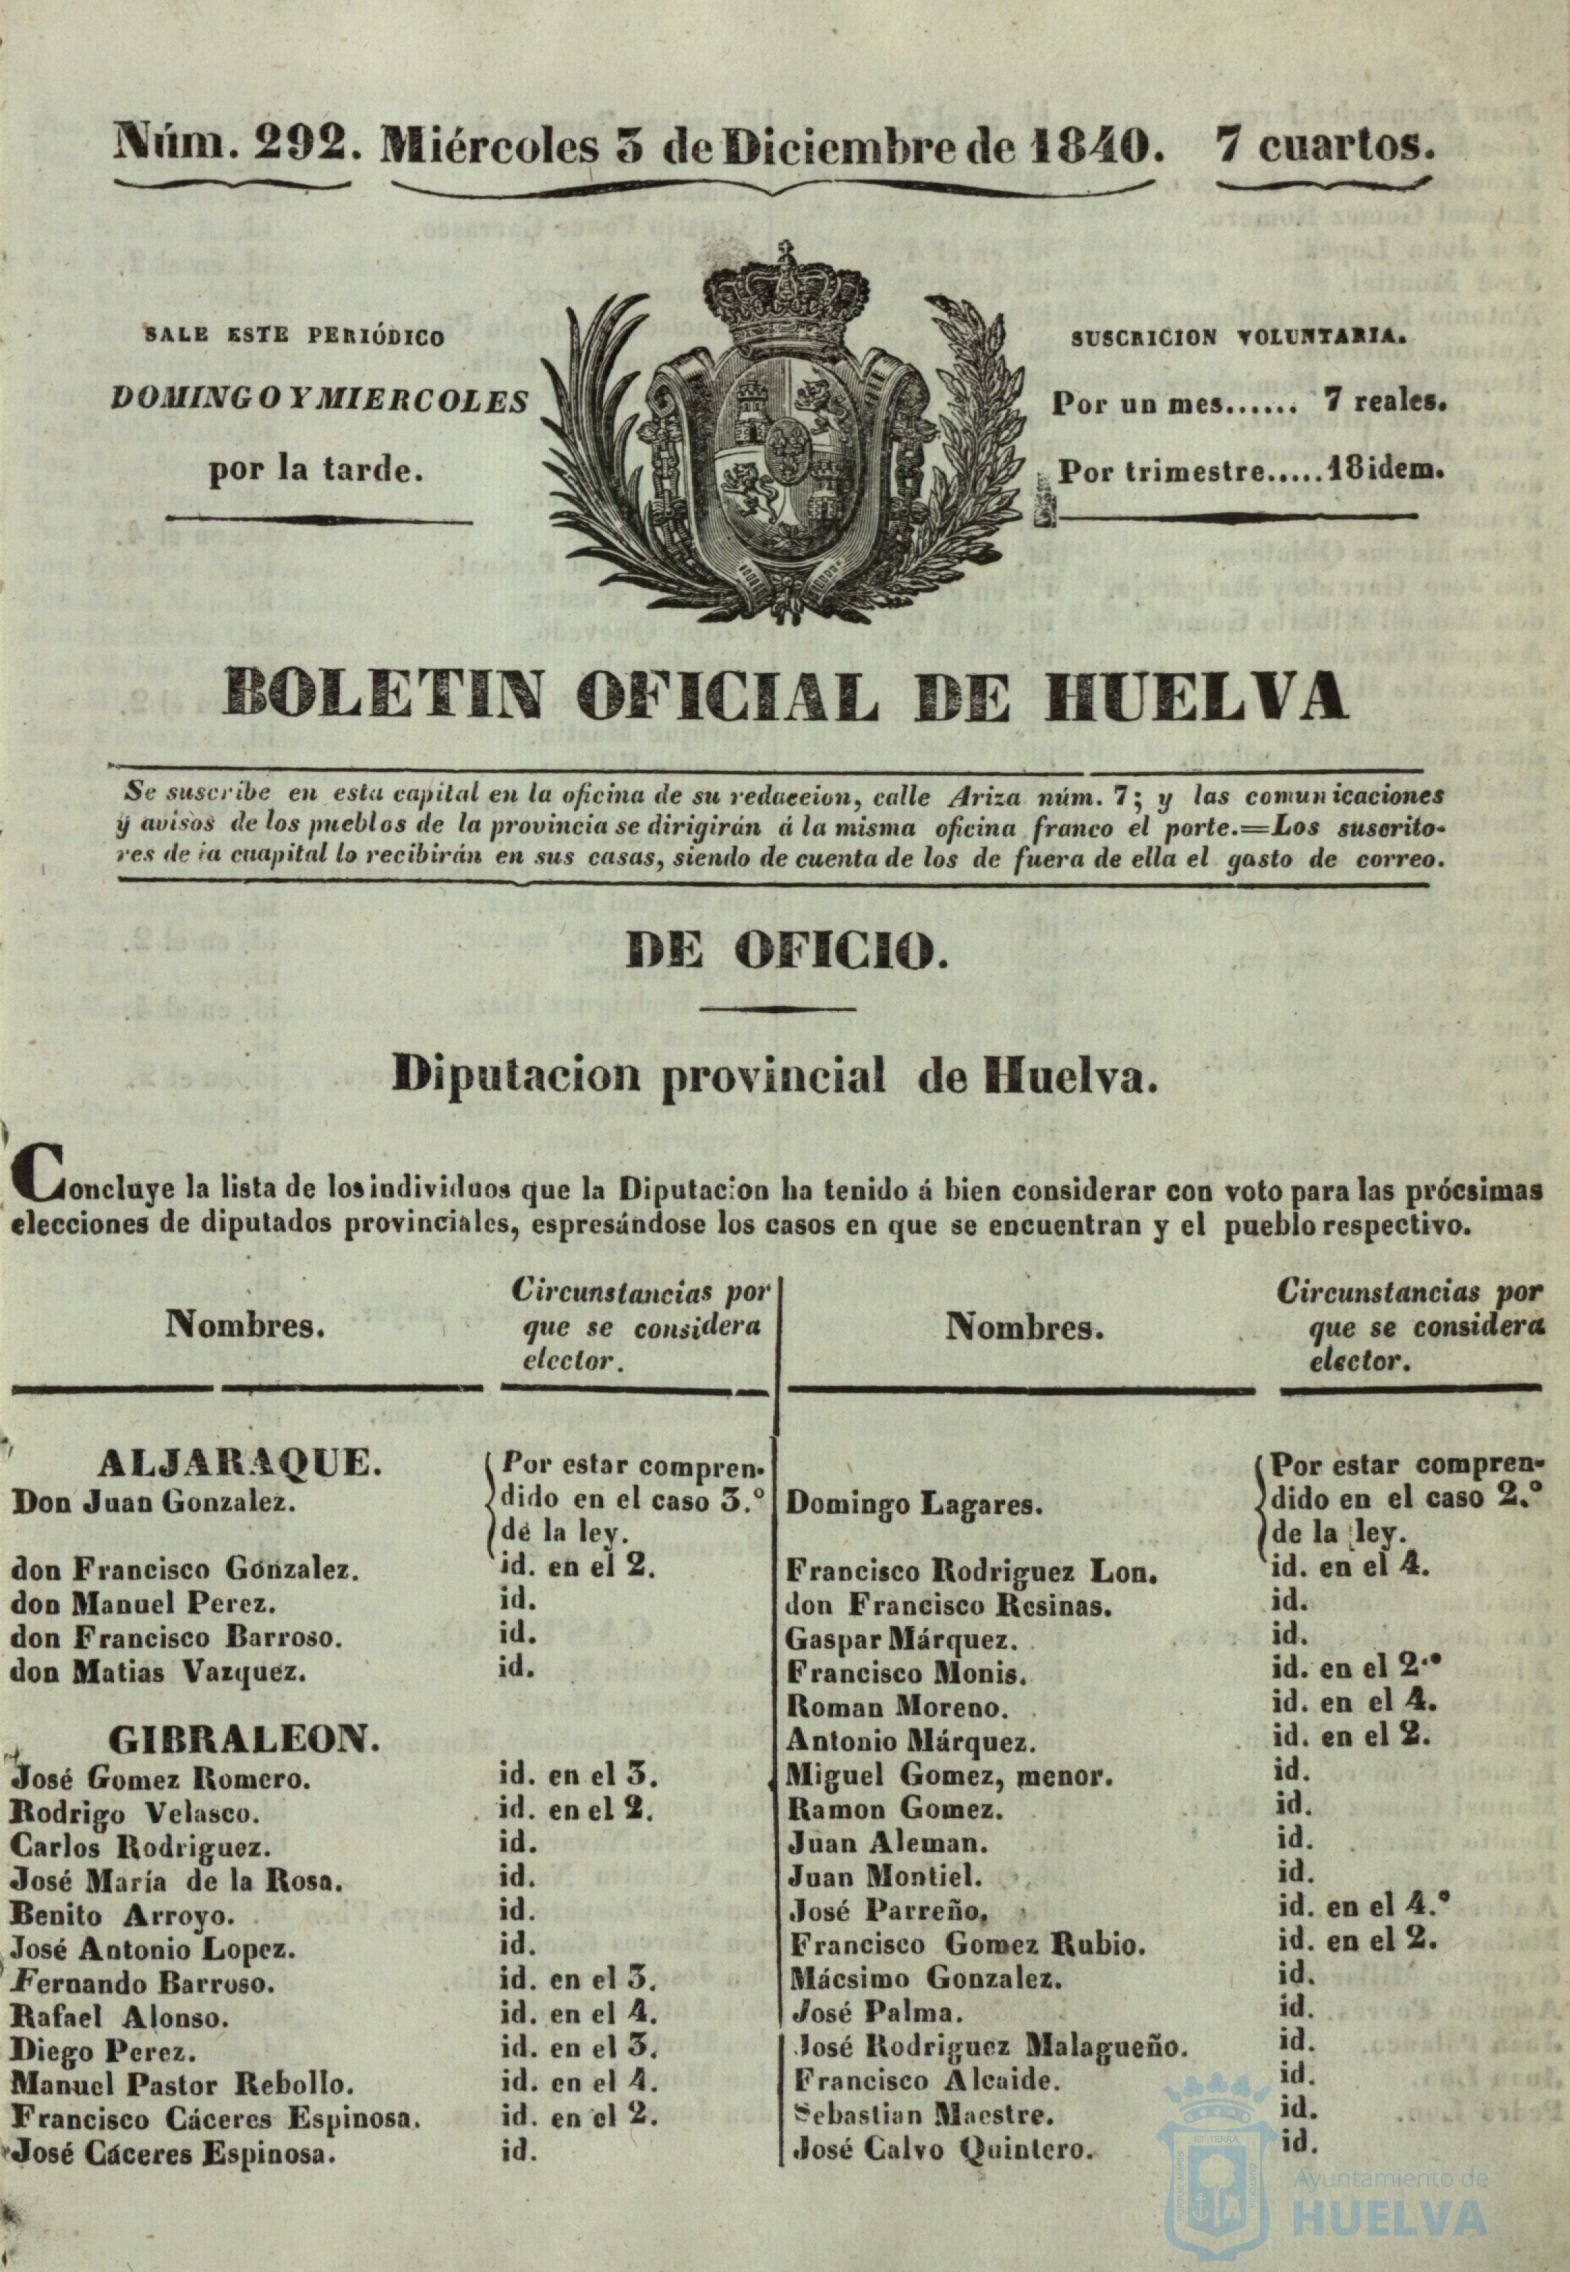 Núm. 292. Miércoles 3 de Diciembre de 1840. 7 cuartos.
SALE ESTE PERIÓDICO
DOMINGO Y MIERCOLES
por la tarde.
SUSCRICION VOLUNTARIA.
Por un mes...... 7 reales.
Por trimestre.....18 idem.
BOLETIN OFICIAL DE HUELVA
Se suscribe en esta capital en la oficina de su redaccion, calle Ariza núm. 7; y las comunicaciones
y avisos de los pueblos de la provincia se dirigirán á la misma oficina franco el porte.=Los suscrito-
res de la cuapital lo recibirán en sus casas, siendo de cuenta de los de fuera de ella el gasto de correo.
DE OFICIO.
Diputacion provincial de Huelva.
Concluye la lista de los individuos que la Diputacion ha tenido á bien considerar con voto para las prócsimas
elecciones de diputados provinciales, espresándose los casos en que se encuentran y el pueblo respectivo.
Nombres.
Circunstancias por
que se considera
elector.
ALJARAQUE.
Don Juan Gonzalez. Por estar compren-
dido en el caso 3.º
de la ley.
don Francisco Gonzalez. id. en el 2.
don Manuel Perez. id.
don Francisco Barroso. id.
don Matias Vazquez. id.
GIBRALEON.
José Gomez Romero. id. en el 3.
Rodrigo Velasco. id. en el 2.
Carlos Rodriguez. id.
José María de la Rosa. id.
Benito Arroyo. id.
José Antonio Lopez. id.
Fernando Barroso. id. en el 3.
Rafael Alonso. id. en el 4.
Diego Perez. id. en el 3.
Manuel Pastor Rebollo. id. en el 4.
Francisco Cáceres Espinosa. id. en el 2.
José Cáceres Espinosa. id.
Nombres.
Circunstancias por
que se considera
elector.
Domingo Lagares. Por estar compren-
dido en el caso 2.º
de la ley.
Francisco Rodriguez Lon. id. en el 4.
don Francisco Resinas. id.
Gaspar Márquez. id.
Francisco Monis. id. en el 2.º
Roman Moreno. id. en el 4.
Antonio Márquez. id. en el 2.
Miguel Gomez, menor. id.
Ramon Gomez. id.
Juan Aleman. id.
Juan Montiel. id.
José Parreño. id. en el 4.º
Francisco Gomez Rubio. id. en el 2.
Mácsimo Gonzalez. id.
José Palma. id.
José Rodriguez Malagueño. id.
Francisco Alcaide. id.
Sebastian Maestre. id.
José Calvo Quintero. id.
Ayuntamiento de
HUELVA